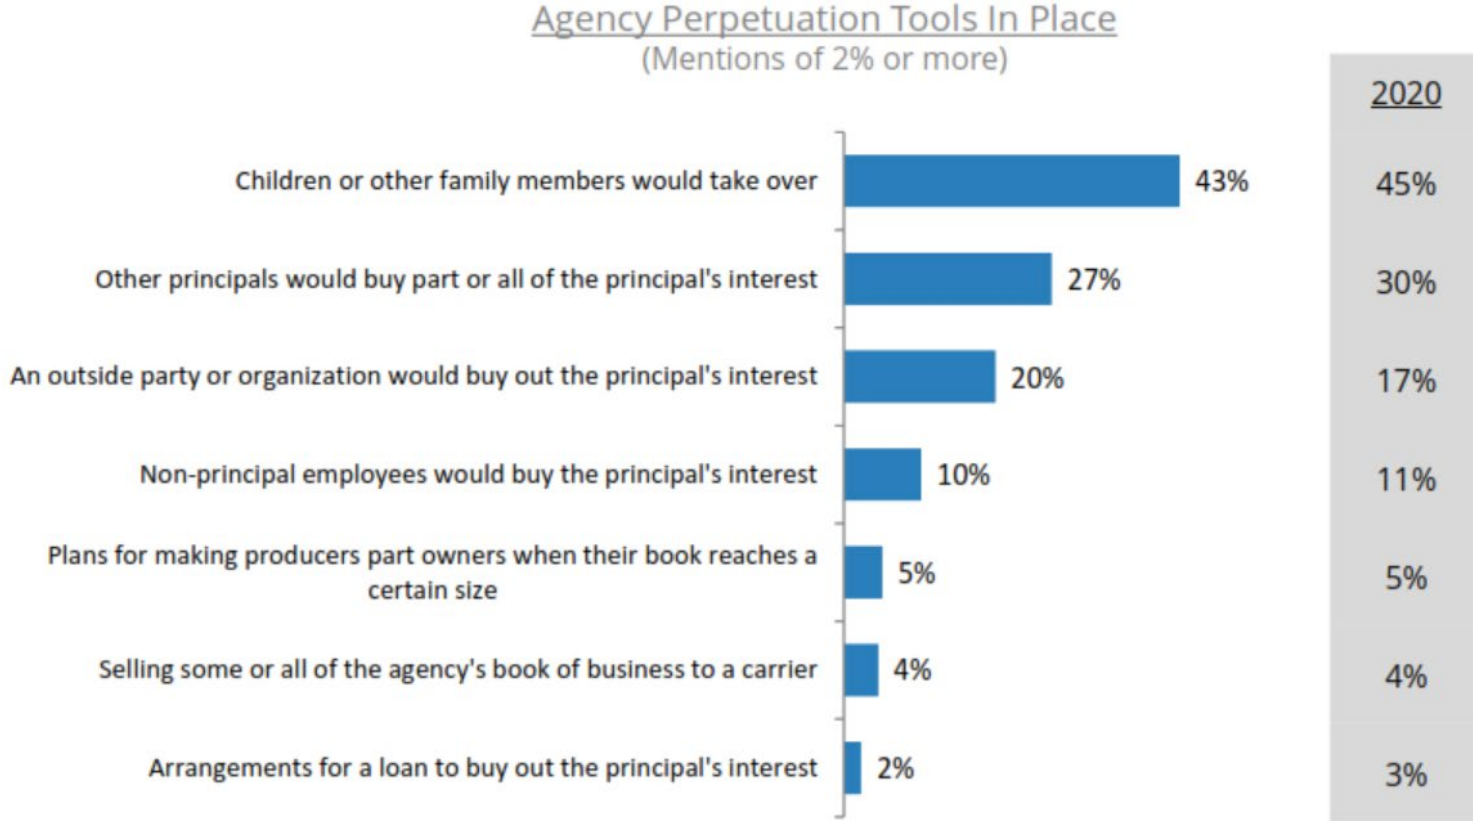 Agency Perpetuation Tools In Place
(Mentions of 2% or more)
2020
Children or other family members would take over 43% 45%
Other principals would buy part or all of the principal's interest 27% 30%
An outside party or organization would buy out the principal's interest 20% 17%
Non-principal employees would buy the principal's interest 10% 11%
Plans for making producers part owners when their book reaches a
certain size 5% 5%
Selling some or all of the agency's book of business to a carrier 4% 4%
Arrangements for a loan to buy out the principal's interest 2% 3%